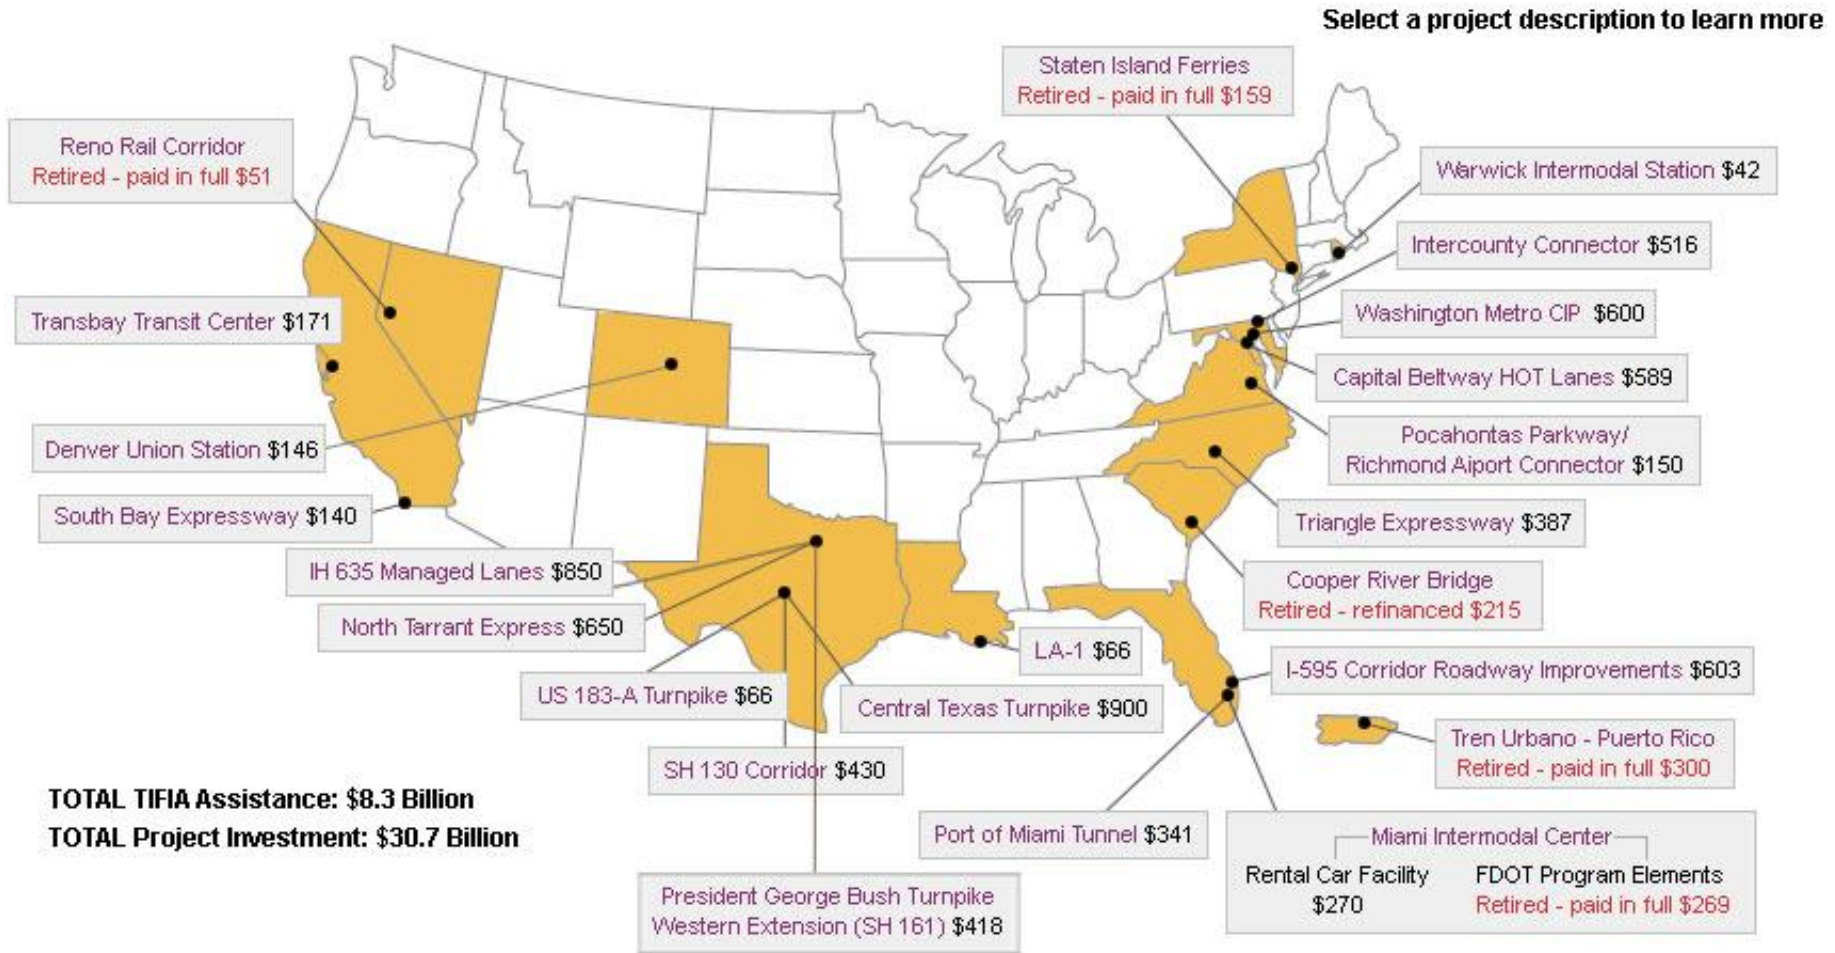 Select a project description to learn more
Staten Island Ferries
Retired - paid in full $159
Reno Rail Corridor
Retired - paid in full $51
Warwick Intermodal Station $42
Intercounty Connector $516
Transbay Transit Center $171
Washington Metro CIP $600
Capital Beltway HOT Lanes $589
Denver Union Station $146
Pocahontas Parkway/
Richmond Aiport Connector $150
South Bay Expressway $140
Triangle Expressway $387
IH 635 Managed Lanes $850
Cooper River Bridge
Retired - refinanced $215
North Tarrant Express $650
LA-1 $66
I-595 Corridor Roadway Improvements $603
US 183-A Turnpike $66
Central Texas Turnpike $900
Tren Urbano - Puerto Rico
Retired - paid in full $300
SH 130 Corridor $430
TOTAL TIFIA Assistance: $8.3 Billion
TOTAL Project Investment: $30.7 Billion
Port of Miami Tunnel $341
Miami Intermodal Center
Rental Car Facility
$270
FDOT Program Elements
Retired - paid in full $269
President George Bush Turnpike
Western Extension (SH 161) $418